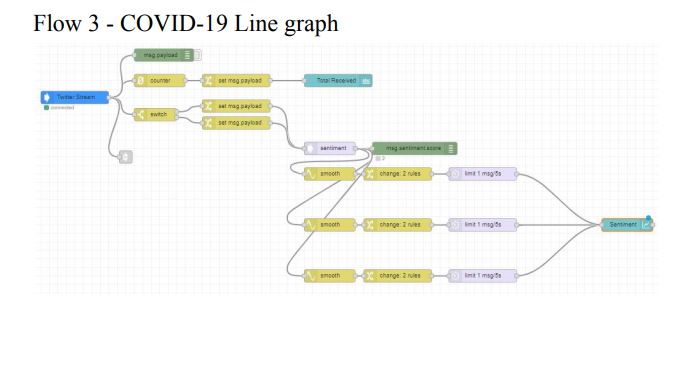 Flow 3 - COVID-19 Line graph
msg.payload
counter
set msg.payload
Total Received
Twitter Stream
connected
switch
set msg.payload
set msg.payload
sentiment
msg.sentiment.score
smooth
change: 2 rules
limit 1 msg/5s
smooth
change: 2 rules
limit 1 msg/5s
Sentiment
smooth
change: 2 rules
limit 1 msg/5s